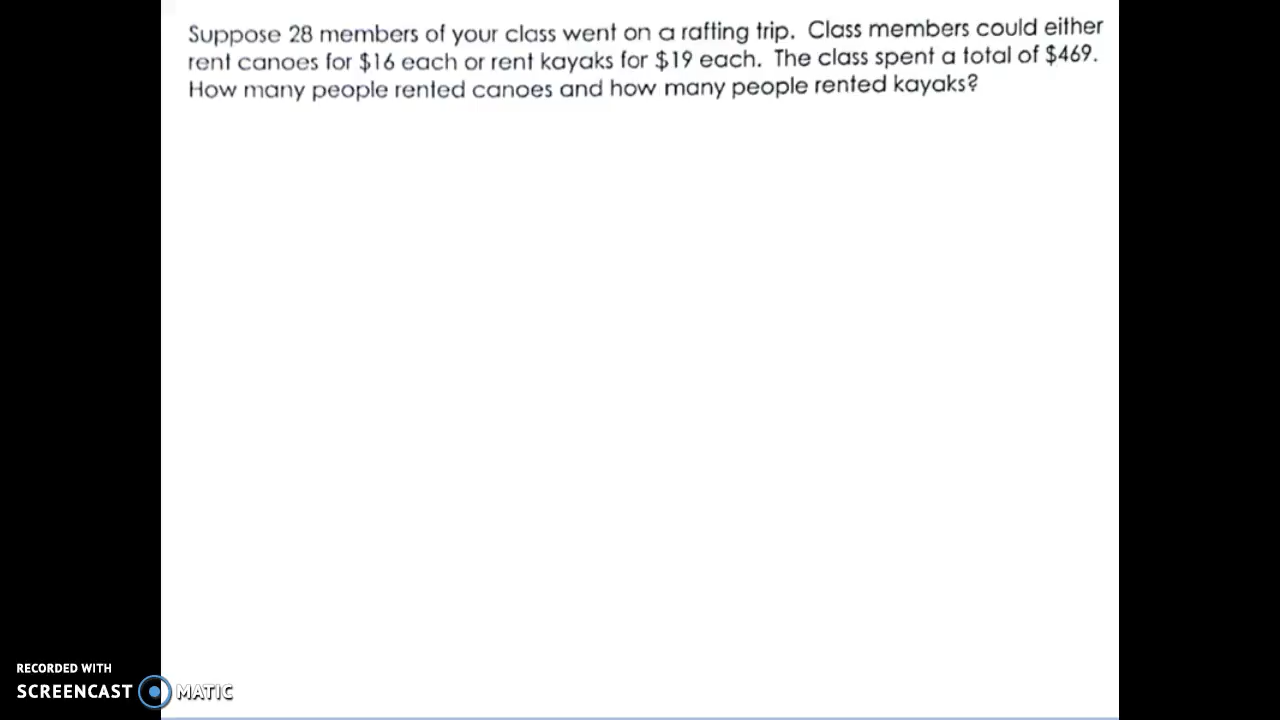 Suppose 28 members of your class went on a rafting trip. Class members could either
rent canoes for $16 each or rent kayaks for $19 each. The class spent a total of $469.
How many people rented canoes and how many people rented kayaks?
RECORDED WITH
SCREENCAST MATIC